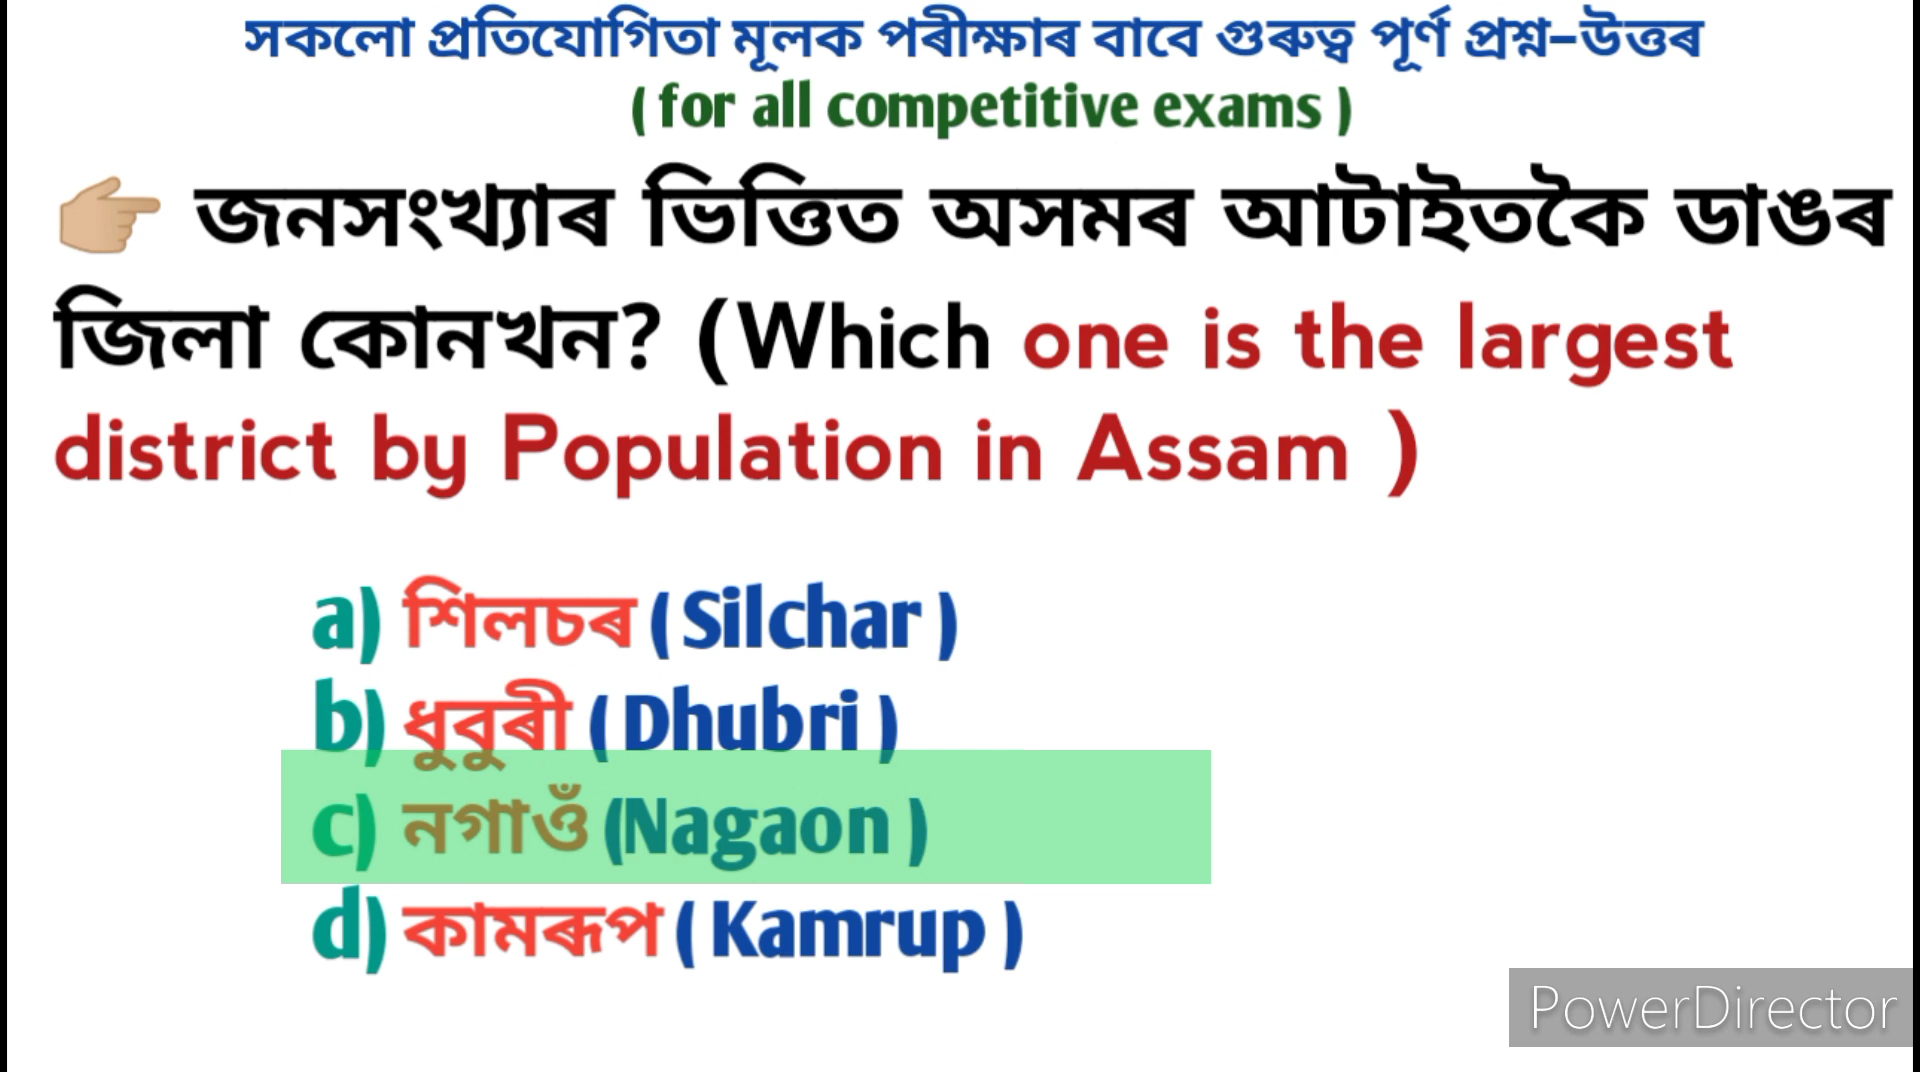 সকলো প্ৰতিযোগিতা মূলক পৰীক্ষাৰ বাবে গুৰুত্ব পূৰ্ণ প্ৰশ্ন-উত্তৰ
( for all competitive exams )
👉🏼 জনসংখ্যাৰ ভিত্তিত অসমৰ আটাইতকৈ ডাঙৰ
জিলা কোনখন? (Which one is the largest
district by Population in Assam )
a) শিলচৰ ( Silchar )
b) ধুবুৰী ( Dhubri )
c) নগাওঁ (Nagaon )
d) কামৰূপ ( Kamrup )
PowerDirector